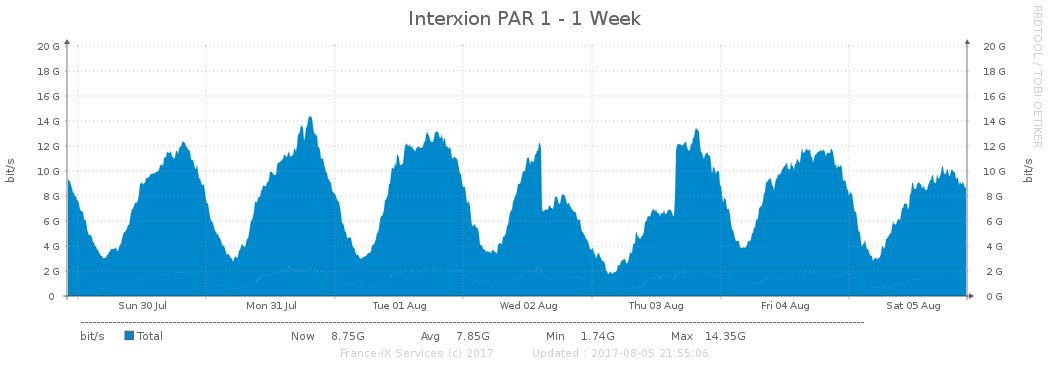 Interxion PAR 1 - 1 Week
RRDTOOL / TOBI OETIKER
bit/s
20 G 20 G
18 G 18 G
16 G 16 G
14 G 14 G
12 G 12 G
10 G 10 G
8 G 8 G
6 G 6 G
4 G 4 G
2 G 2 G
0 0 G
bit/s
Sun 30 Jul Mon 31 Jul Tue 01 Aug Wed 02 Aug Thu 03 Aug Fri 04 Aug Sat 05 Aug
bit/s Total Now 8.75G Avg 7.85G Min 1.74G Max 14.35G
France-IX Services (c) 2017 Updated : 2017-08-05 21:55:06